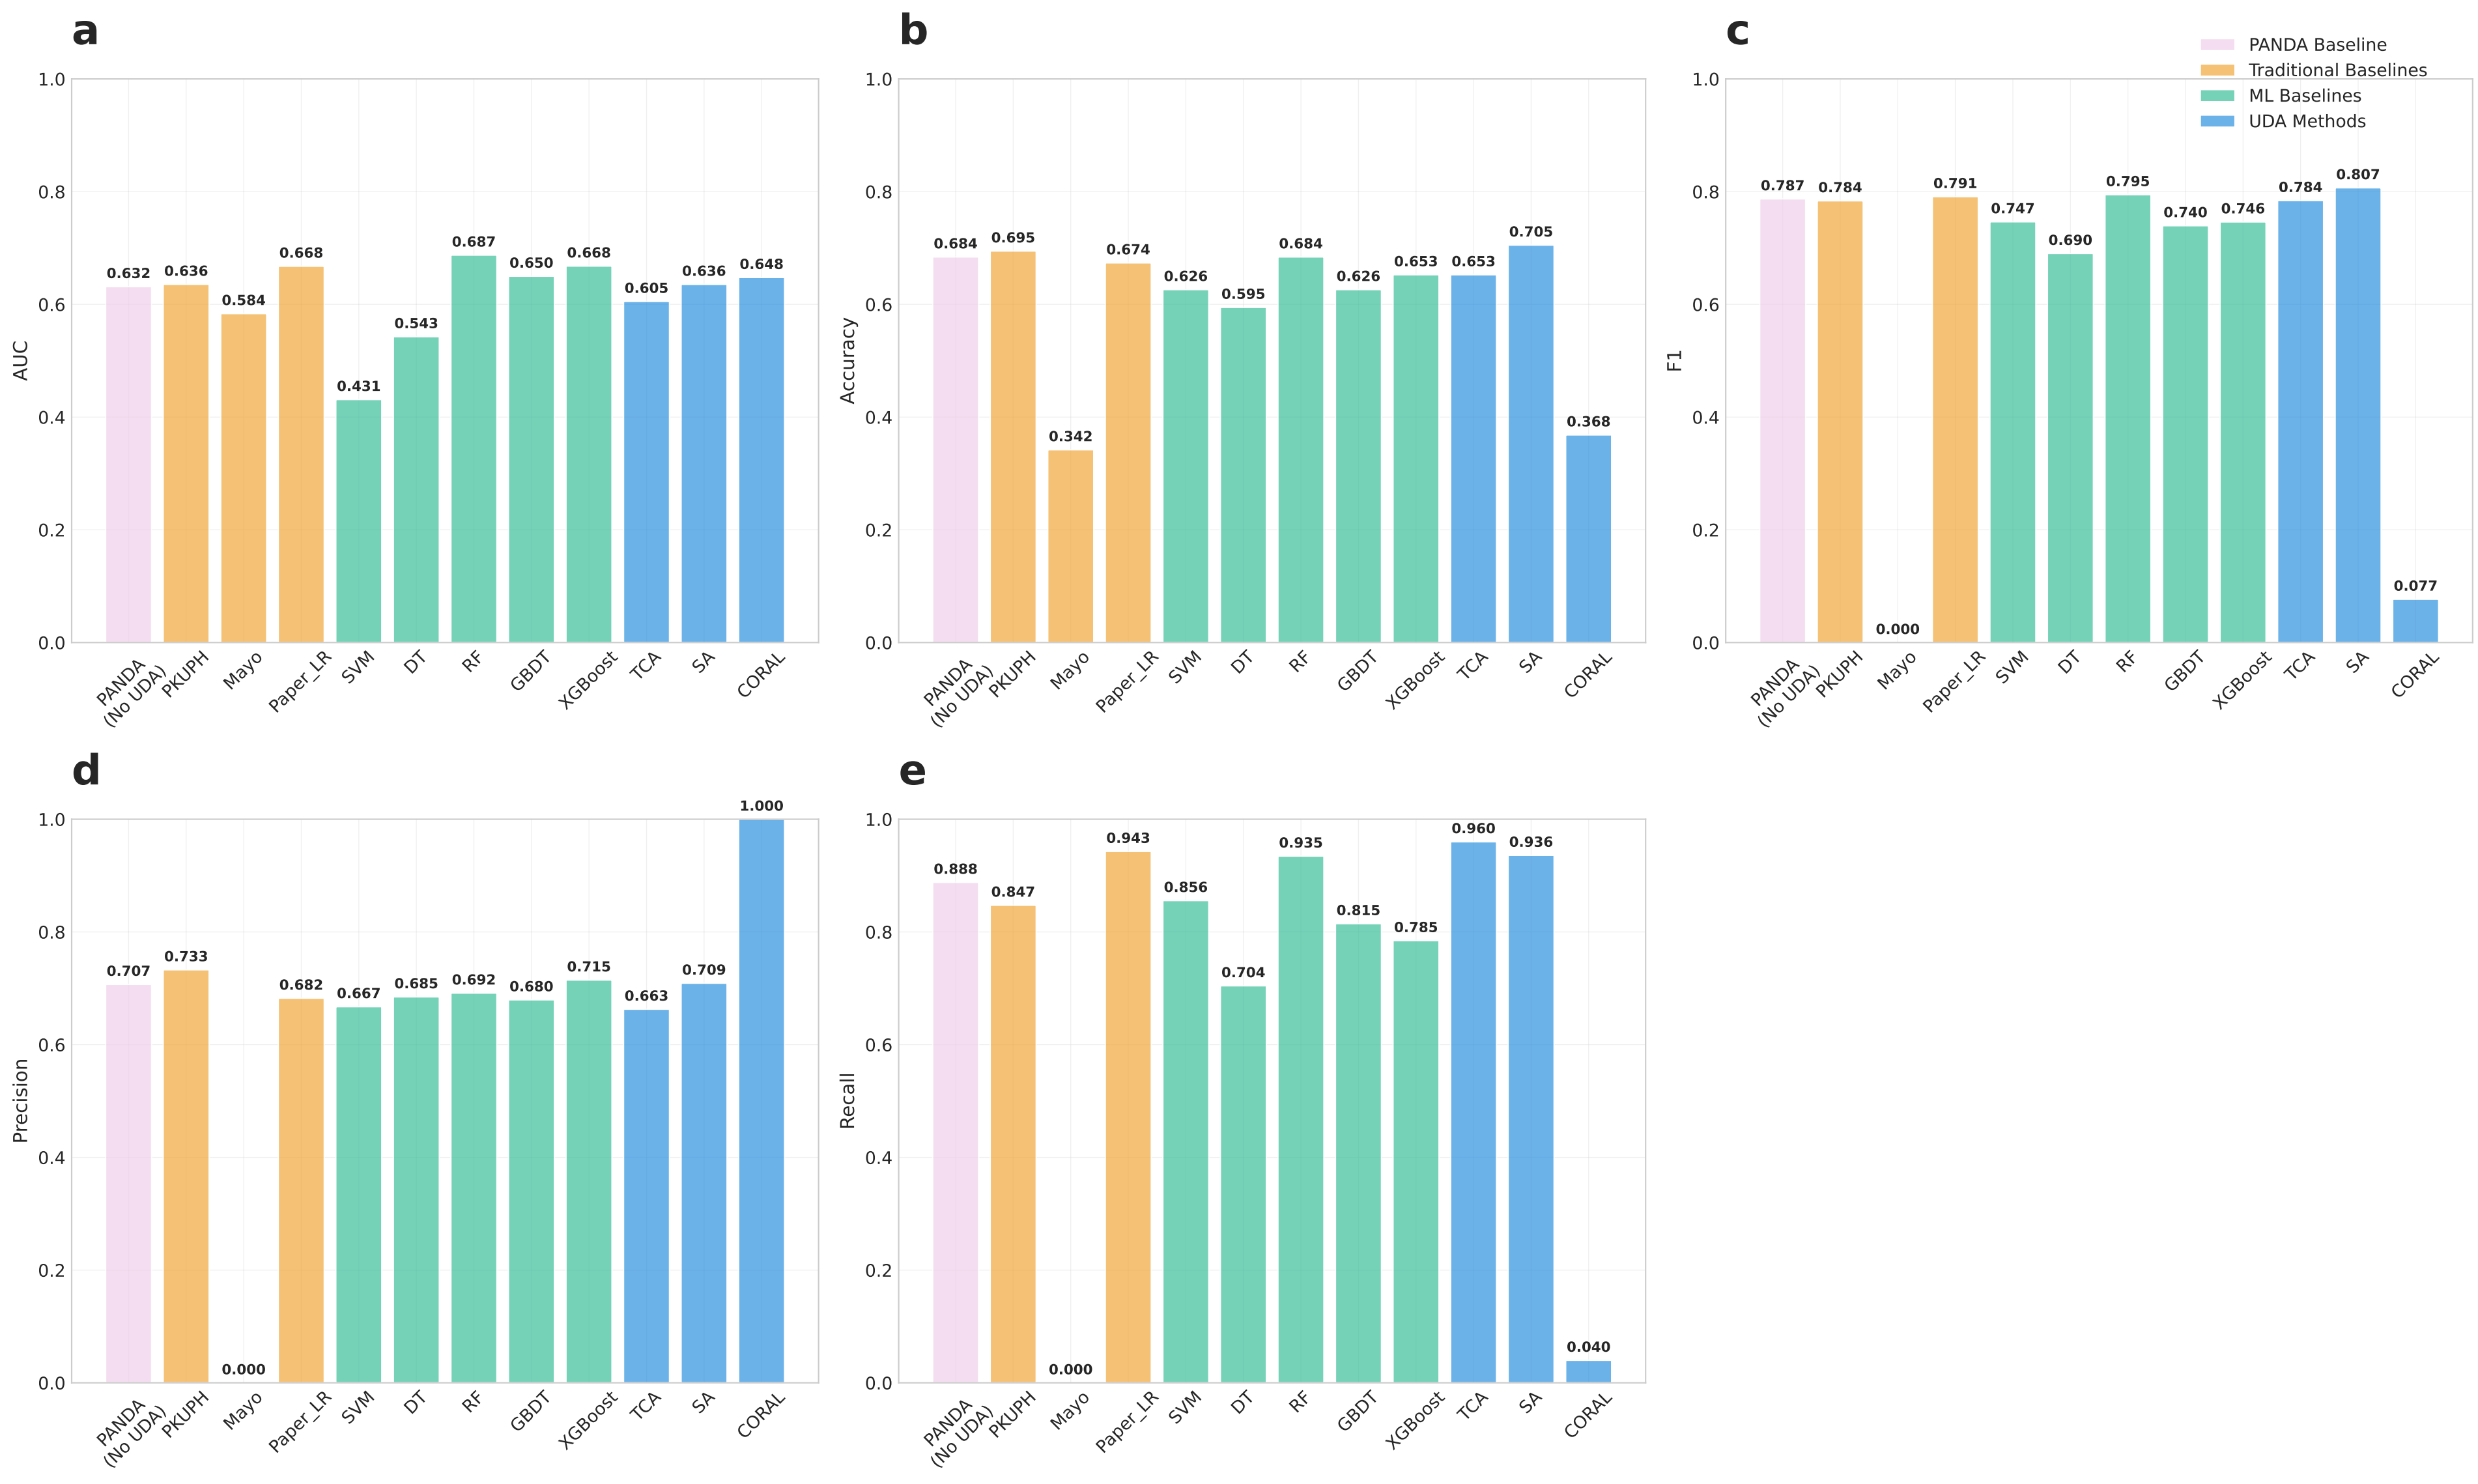 a
1.0
0.8
0.6
0.4
0.2
0.0
AUC
0.632
0.636
0.584
0.668
0.431
0.543
0.687
0.650
0.668
0.605
0.636
0.648
PANDA
(No UDA)
PKUPH
Mayo
Paper_LR
SVM
DT
RF
GBDT
XGBoost
TCA
SA
CORAL
b
1.0
0.8
0.6
0.4
0.2
0.0
Accuracy
0.684
0.695
0.342
0.674
0.626
0.595
0.684
0.626
0.653
0.653
0.705
0.368
PANDA
(No UDA)
PKUPH
Mayo
Paper_LR
SVM
DT
RF
GBDT
XGBoost
TCA
SA
CORAL
c
PANDA Baseline
Traditional Baselines
ML Baselines
UDA Methods
1.0
0.8
0.6
0.4
0.2
0.0
F1
0.787
0.784
0.000
0.791
0.747
0.690
0.795
0.740
0.746
0.784
0.807
0.077
PANDA
(No UDA)
PKUPH
Mayo
Paper_LR
SVM
DT
RF
GBDT
XGBoost
TCA
SA
CORAL
d
1.0
0.8
0.6
0.4
0.2
0.0
Precision
0.707
0.733
0.000
0.682
0.667
0.685
0.692
0.680
0.715
0.663
0.709
1.000
PANDA
(No UDA)
PKUPH
Mayo
Paper_LR
SVM
DT
RF
GBDT
XGBoost
TCA
SA
CORAL
e
1.0
0.8
0.6
0.4
0.2
0.0
Recall
0.888
0.847
0.000
0.943
0.856
0.704
0.935
0.815
0.785
0.960
0.936
0.040
PANDA
(No UDA)
PKUPH
Mayo
Paper_LR
SVM
DT
RF
GBDT
XGBoost
TCA
SA
CORAL